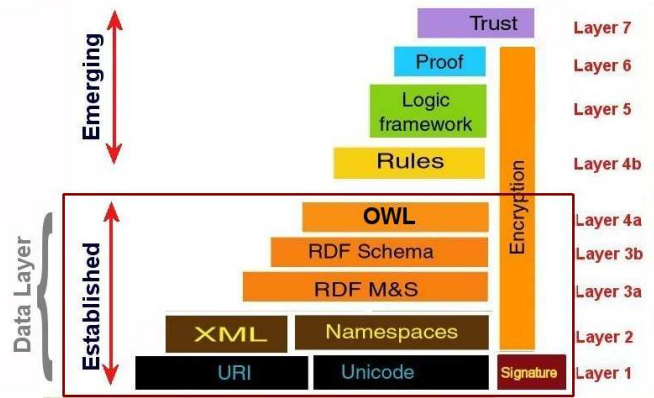 Trust
Layer 7
Proof
Layer 6
Logic
framework
Layer 5
Rules
Layer 4b
Emerging
Encryption
OWL
Layer 4a
RDF Schema
Layer 3b
RDF M&S
Layer 3a
XML
Namespaces
Layer 2
URI
Unicode
Signature
Layer 1
Established
Data Layer